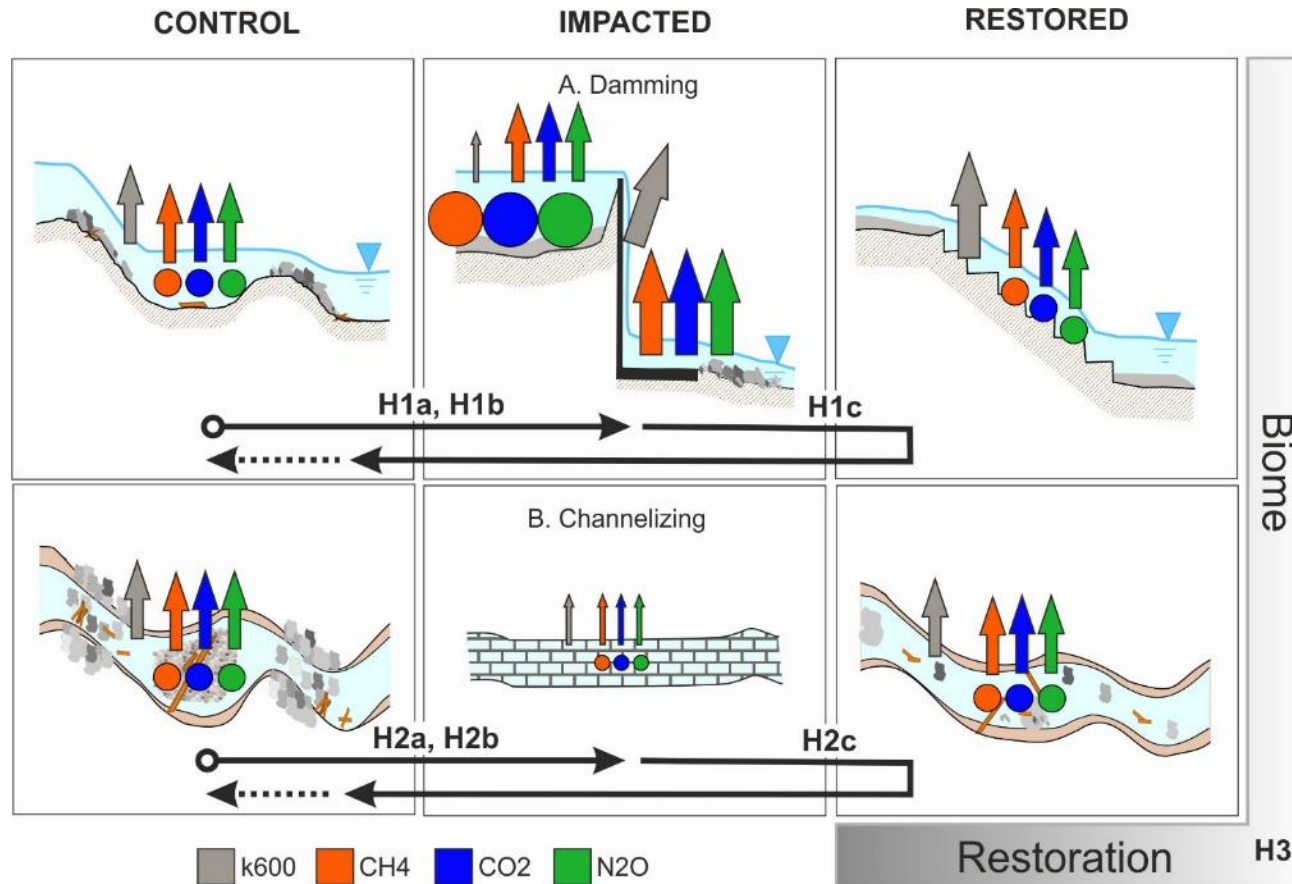 CONTROL
IMPACTED
RESTORED
A. Damming
H1a, H1b
H1c
B. Channelizing
H2a, H2b
H2c
Biome
Restoration
H3
k600
CH4
CO2
N2O